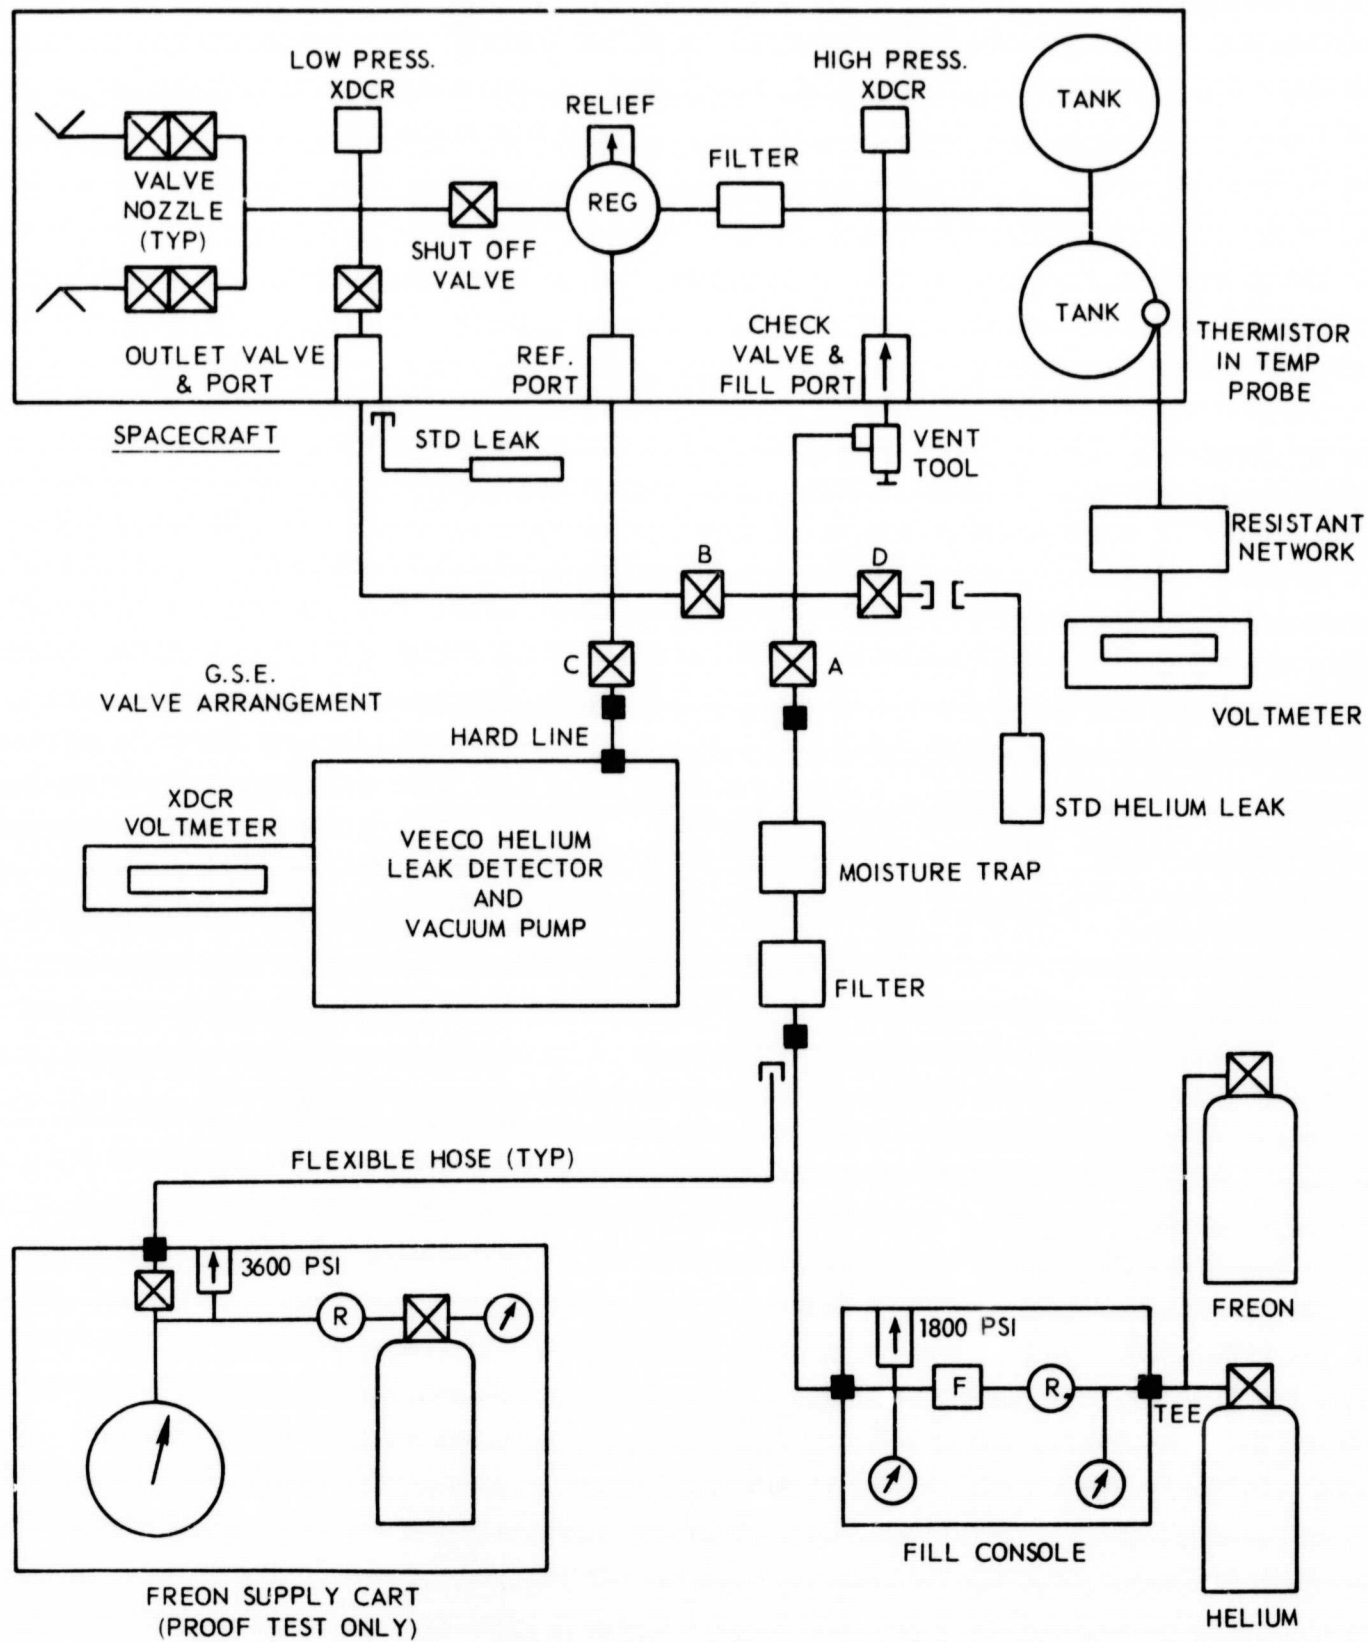 LOW PRESS.
XDCR
HIGH PRESS.
XDCR
RELIEF
FILTER
TANK
VALVE
NOZZLE
(TYP)
REG
SHUT OFF
VALVE
TANK
OUTLET VALVE
& PORT
REF.
PORT
CHECK
VALVE &
FILL PORT
THERMISTOR
IN TEMP
PROBE
SPACECRAFT
STD LEAK
VENT
TOOL
RESISTANT
NETWORK
B
D
C
A
G.S.E.
VALVE ARRANGEMENT
VOLTMETER
HARD LINE
XDCR
VOLTMETER
VEECO HELIUM
LEAK DETECTOR
AND
VACUUM PUMP
STD HELIUM LEAK
MOISTURE TRAP
FILTER
FLEXIBLE HOSE (TYP)
3600 PSI
R
FREON
1800 PSI
F
R
TEE
FILL CONSOLE
FREON SUPPLY CART
(PROOF TEST ONLY)
HELIUM